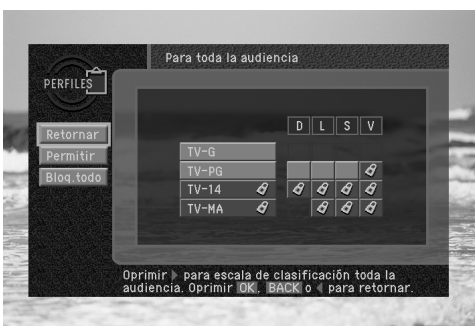 Para toda la audiencia
PERFILES
Retornar
Permitir
Bloq.todo
D L S V
TV-G
TV-PG
TV-14
TV-MA
Oprimir para escala de clasificación toda la
audiencia. Oprimir OK, BACK o para retornar.